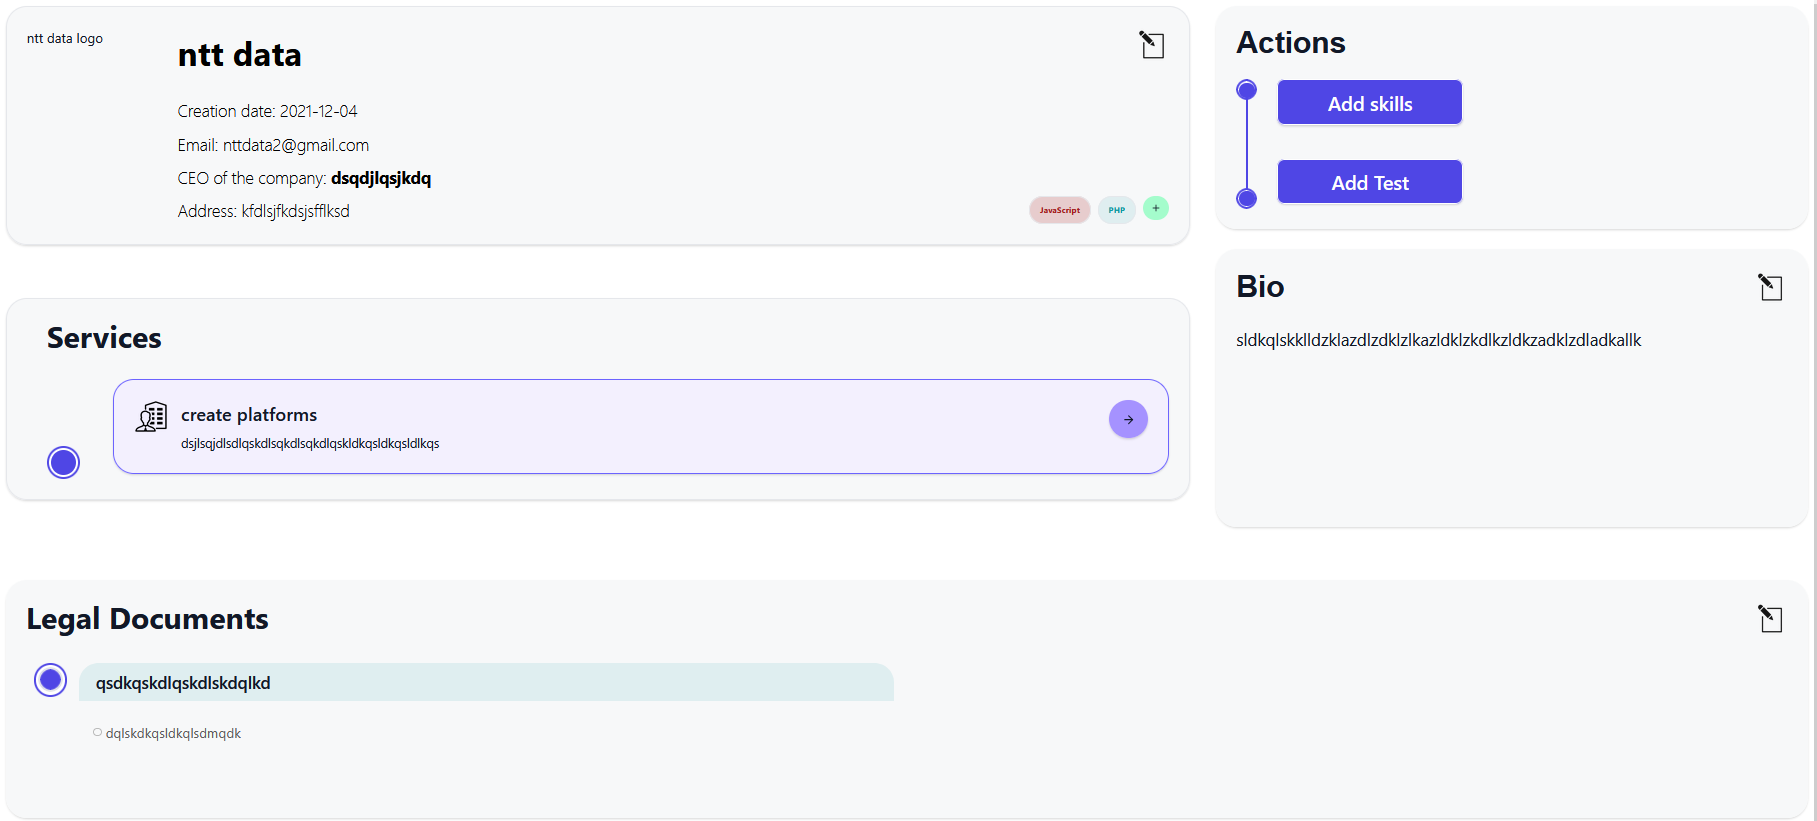 ntt data logo
ntt data
Creation date: 2021-12-04
Email: nttdata2@gmail.com
CEO of the company: dsqdjlqsjkdq
Address: kfdlsjfkdsjsfflksd
JavaScript
PHP
+
Actions
Add skills
Add Test
Bio
sldkqlskklldzklazdlzdklzlkazldklzkdlkzldkzadklzdladkallk
Services
create platforms
dsjlsqjdlsdlqskdlsqkdlsqkdlqskldkqsldkqsldlkqs
Legal Documents
qsdkqskdlqskdlskdqlkd
dqlskdkqsldkqlsdmqdk